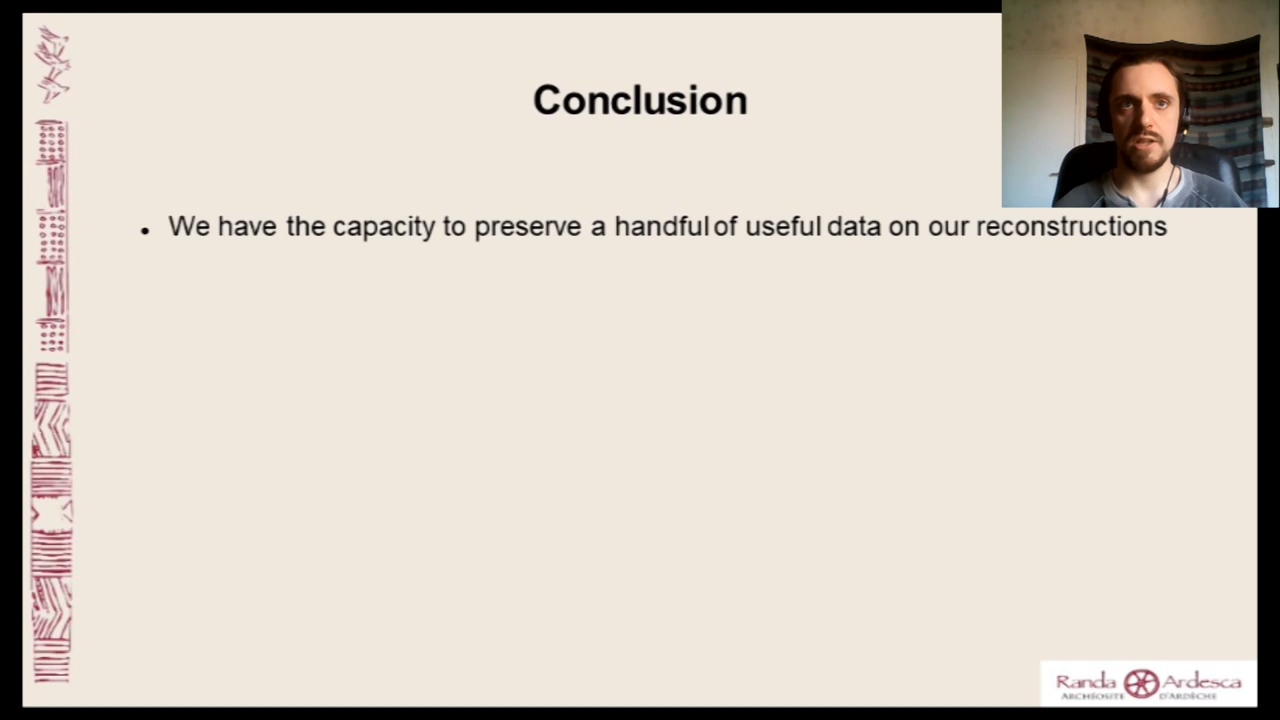 Conclusion
• We have the capacity to preserve a handful of useful data on our reconstructions
Randa Ardesca
ARCHÉOSITE D'ARDÈCHE